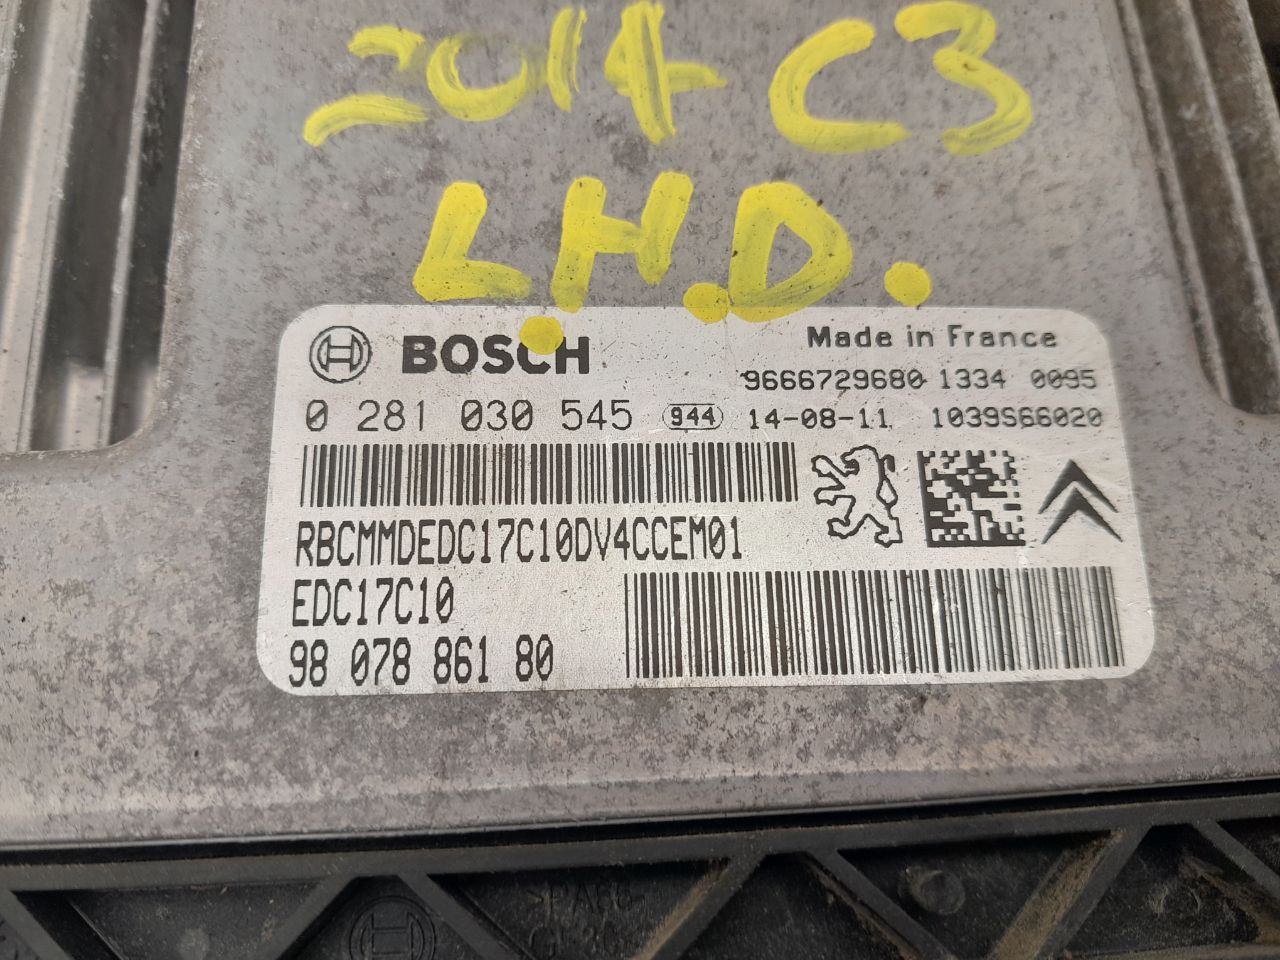 2014 C3
L.H.D.
BOSCH
Made in France
9666729680 1334 0095
0 281 030 545 944 14-08-11 1039S66020
RBCMMDEDC17C10DV4CCEM01
EDC17C10
98 078 861 80
>PA66-